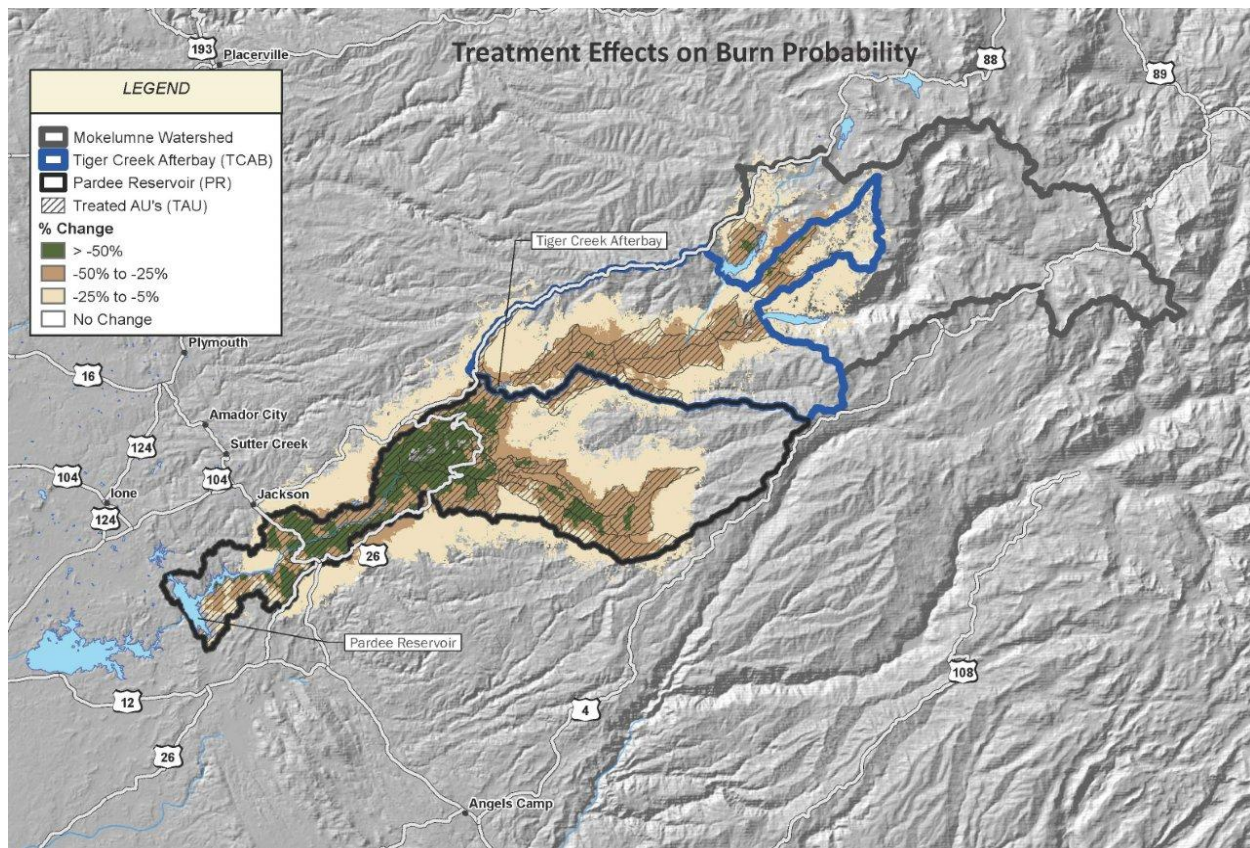 Treatment Effects on Burn Probability
193
Placerville
88
89
LEGEND
Mokelumne Watershed
Tiger Creek Afterbay (TCAB)
Pardee Reservoir (PR)
Treated AU's (TAU)
% Change
> -50%
-50% to -25%
-25% to -5%
No Change
Tiger Creek Afterbay
Plymouth
16
Amador City
124
Sutter Creek
104
104
Jackson
Ione
124
26
Pardee Reservoir
12
4
108
26
Angels Camp